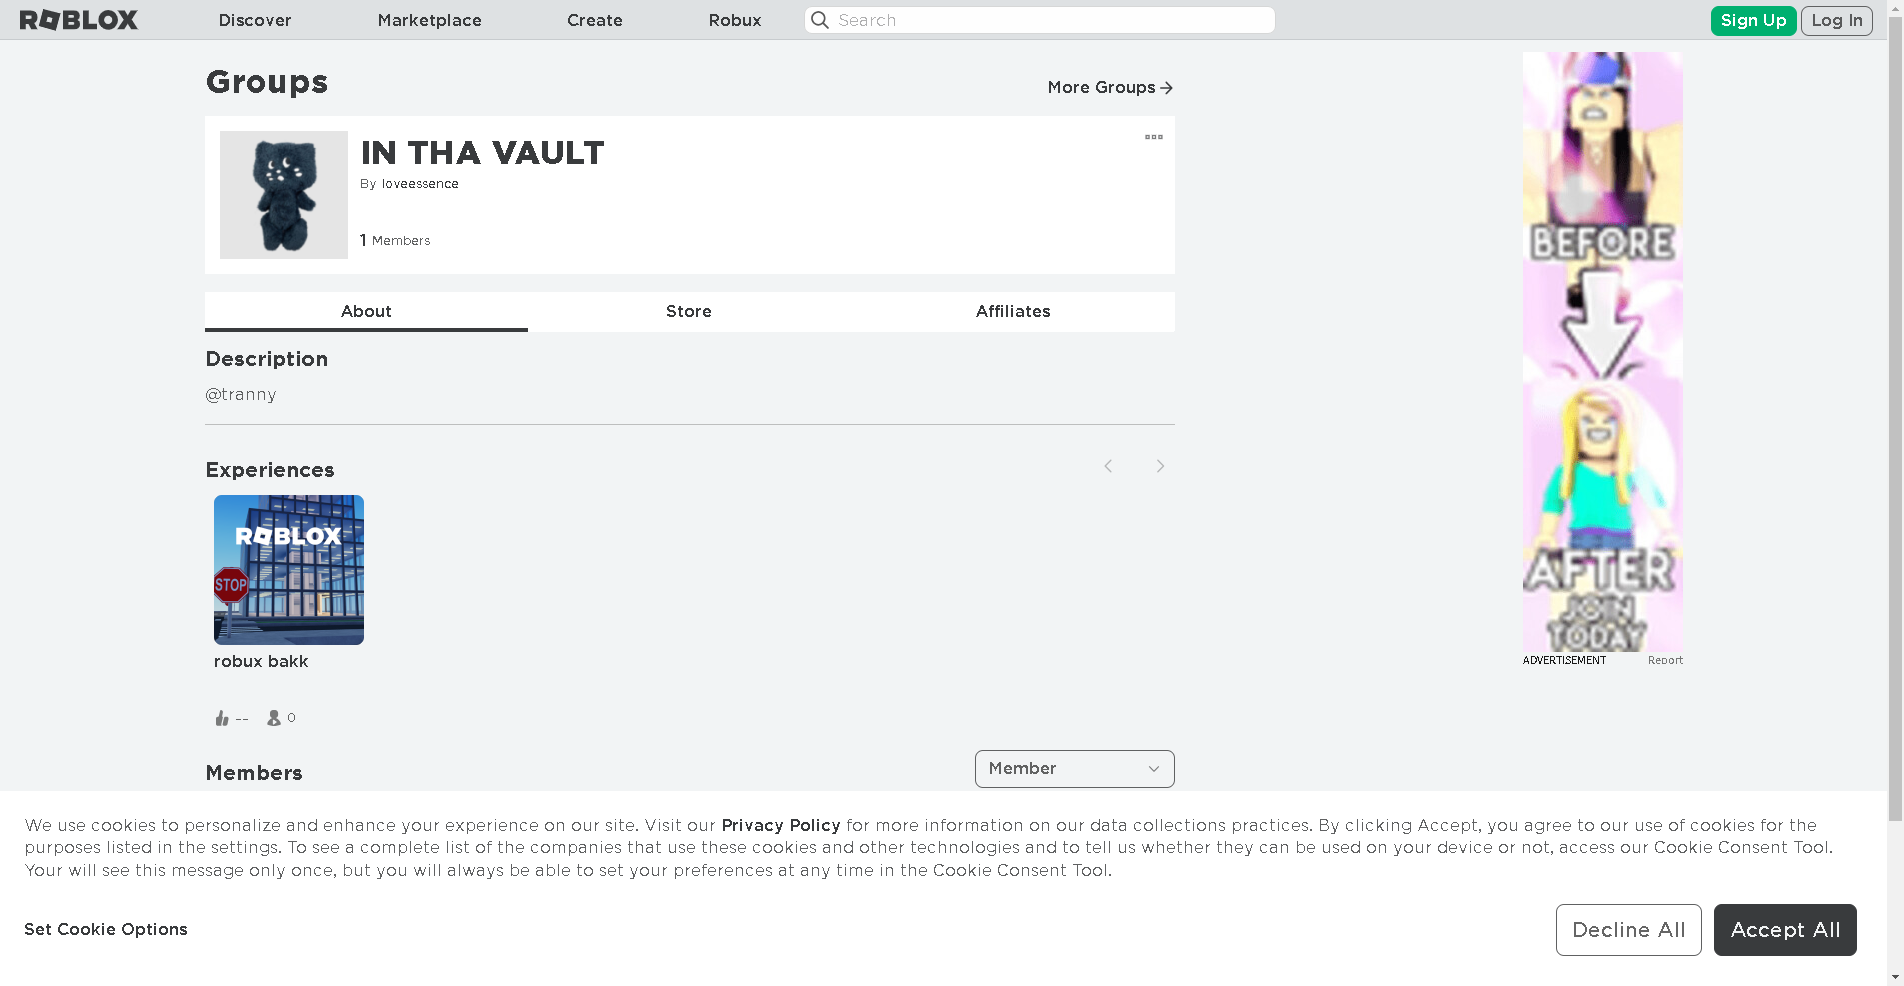 ROBLOX
Discover
Marketplace
Create
Robux
Search
Sign Up
Log In
Groups
More Groups
IN THA VAULT
By loveessence
1 Members
About
Store
Affiliates
Description
@tranny
Experiences
ROBLOX
STOP
robux bakk
--
0
Members
Member
BEFORE
AFTER
JOIN
TODAY
ADVERTISEMENT
Report
We use cookies to personalize and enhance your experience on our site. Visit our Privacy Policy for more information on our data collections practices. By clicking Accept, you agree to our use of cookies for the
purposes listed in the settings. To see a complete list of the companies that use these cookies and other technologies and to tell us whether they can be used on your device or not, access our Cookie Consent Tool.
Your will see this message only once, but you will always be able to set your preferences at any time in the Cookie Consent Tool.
Set Cookie Options
Decline All
Accept All